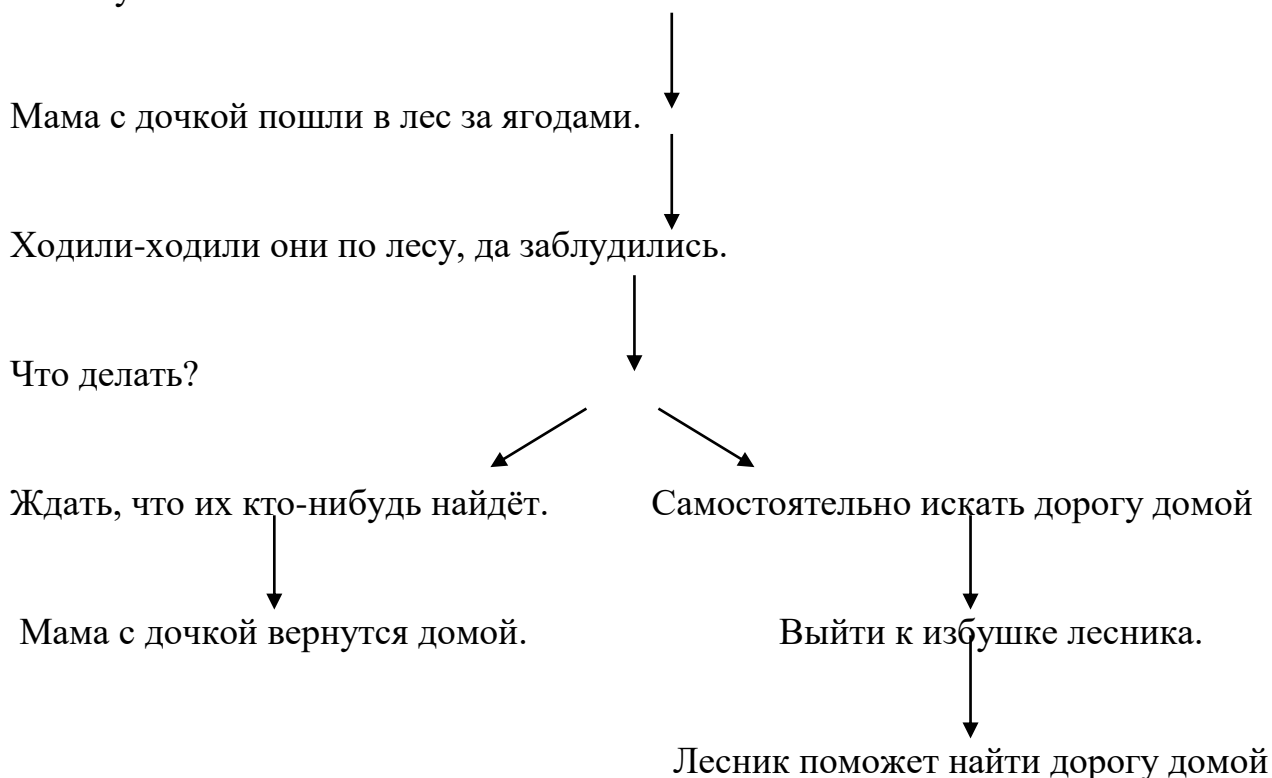 Мама с дочкой пошли в лес за ягодами.
Ходили-ходили они по лесу, да заблудились.
Что делать?
Ждать, что их кто-нибудь найдёт. Самостоятельно искать дорогу домой
Мама с дочкой вернутся домой. Выйти к избушке лесника.
Лесник поможет найти дорогу домой